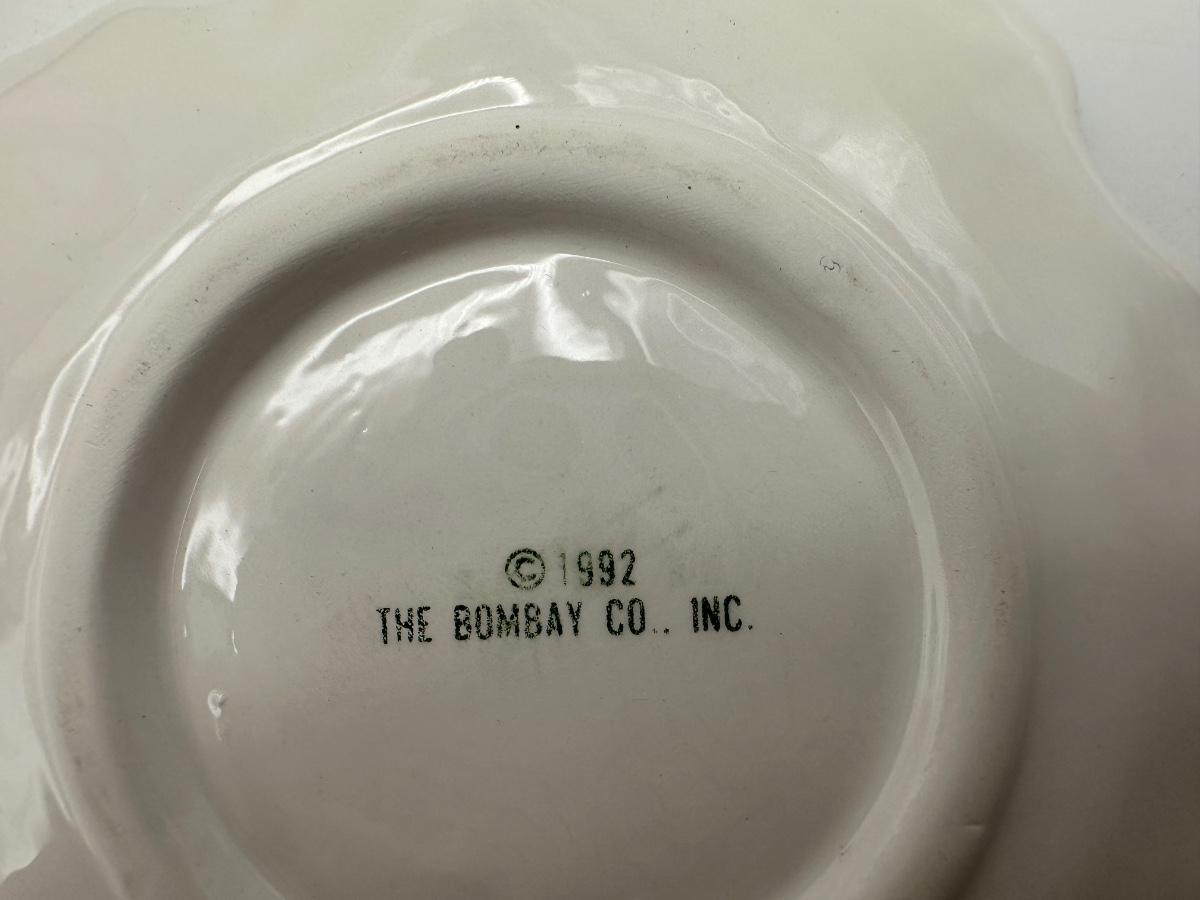 © 1992
THE BOMBAY CO., INC.